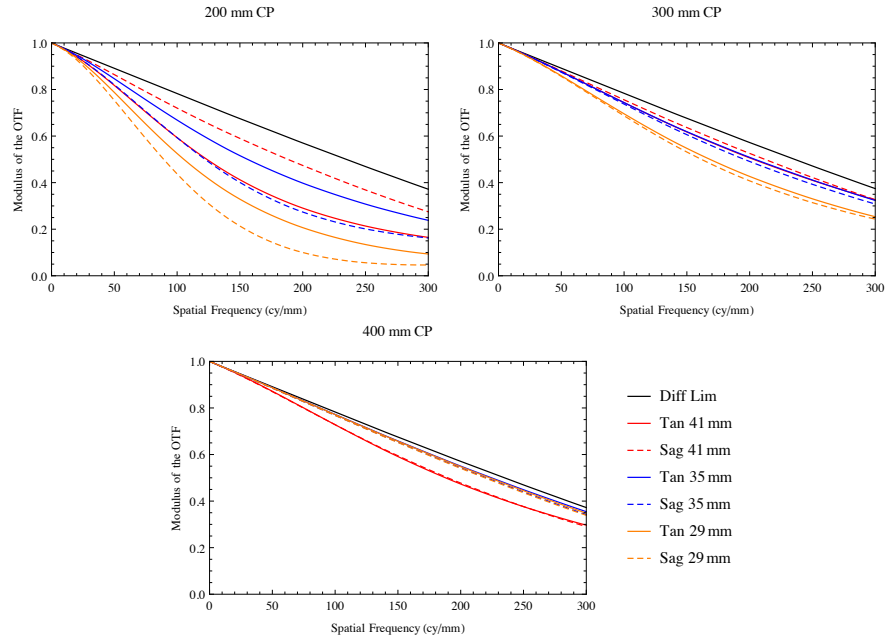 200 mm CP
1.0
0.8
0.6
0.4
0.2
0.0
Modulus of the OTF
0 50 100 150 200 250 300
Spatial Frequency (cy/mm)
300 mm CP
1.0
0.8
0.6
0.4
0.2
0.0
Modulus of the OTF
0 50 100 150 200 250 300
Spatial Frequency (cy/mm)
400 mm CP
1.0
0.8
0.6
0.4
0.2
0.0
Modulus of the OTF
0 50 100 150 200 250 300
Spatial Frequency (cy/mm)
Diff Lim
Tan 41 mm
Sag 41 mm
Tan 35 mm
Sag 35 mm
Tan 29 mm
Sag 29 mm